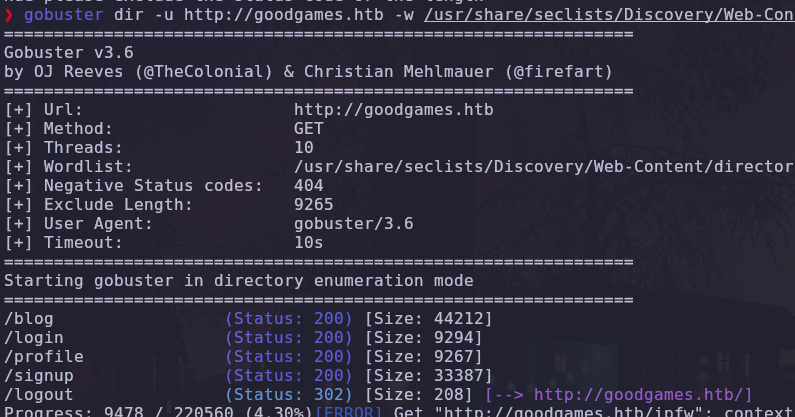 ❯ gobuster dir -u http://goodgames.htb -w /usr/share/seclists/Discovery/Web-Con
===============================================================
Gobuster v3.6
by OJ Reeves (@TheColonial) & Christian Mehlmauer (@firefart)
===============================================================
[+] Url:                     http://goodgames.htb
[+] Method:                  GET
[+] Threads:                 10
[+] Wordlist:                /usr/share/seclists/Discovery/Web-Content/director
[+] Negative Status codes:   404
[+] Exclude Length:          9265
[+] User Agent:              gobuster/3.6
[+] Timeout:                 10s
===============================================================
Starting gobuster in directory enumeration mode
===============================================================
/blog                 (Status: 200) [Size: 44212]
/login                (Status: 200) [Size: 9294]
/profile              (Status: 200) [Size: 9267]
/signup               (Status: 200) [Size: 33387]
/logout               (Status: 302) [Size: 208] [--> http://goodgames.htb/]
Progress: 9478 / 220560 (4.30%)[ERROR] Get "http://goodgames.htb/ipfw": context